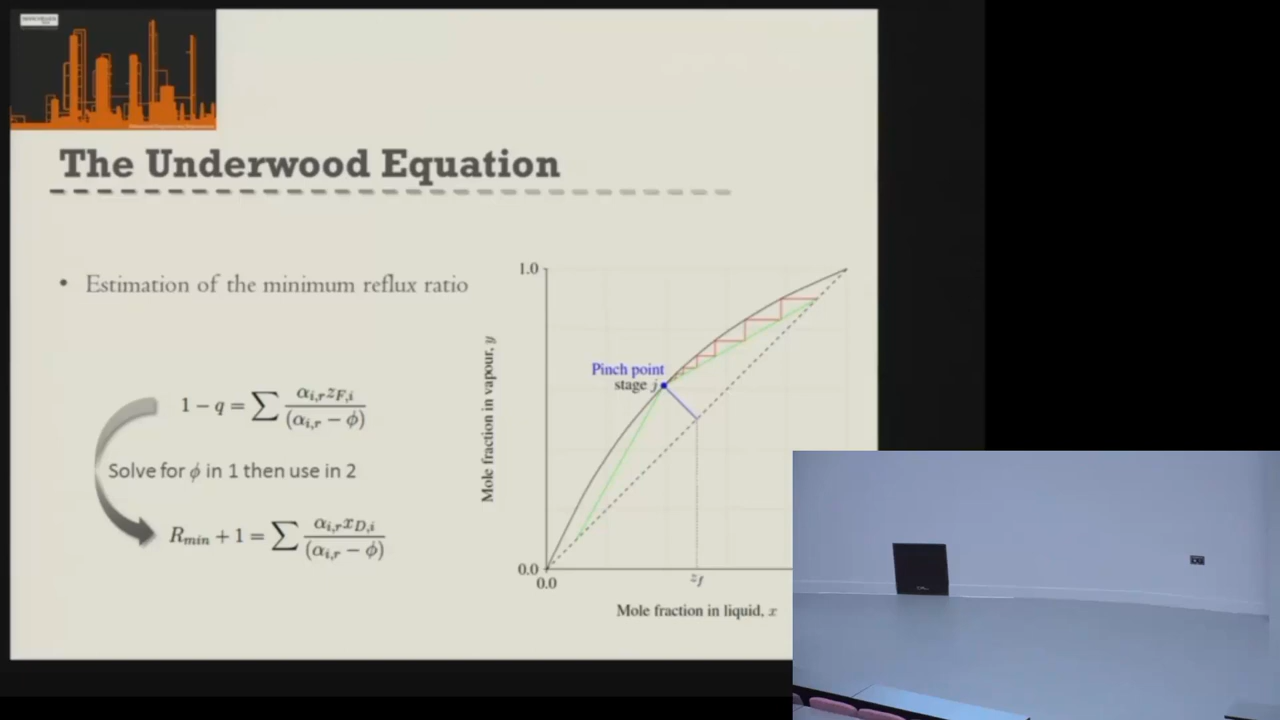 The Underwood Equation
• Estimation of the minimum reflux ratio
1 − q = ∑ α_{i,r} z_{F,i} / (α_{i,r} − ϕ)
Solve for ϕ in 1 then use in 2
R_{min} + 1 = ∑ α_{i,r} x_{D,i} / (α_{i,r} − ϕ)
1.0
Mole fraction in vapour, y
Pinch point
stage j
0.0
0.0
z_f
Mole fraction in liquid, x